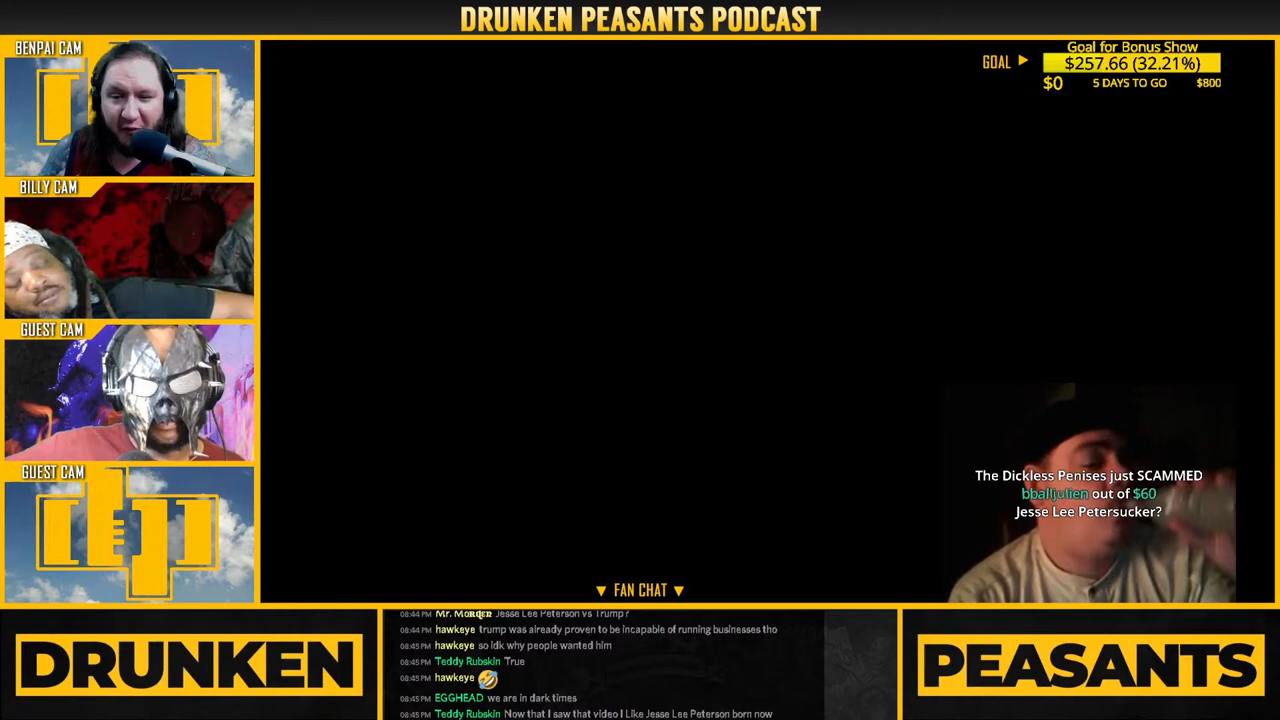 DRUNKEN PEASANTS PODCAST
BENPAI CAM
BILLY CAM
GUEST CAM
GUEST CAM
GOAL
Goal for Bonus Show
$257.66 (32.21%)
$0 5 DAYS TO GO $800
The Dickless Penises just SCAMMED
bballjulien out of $60
Jesse Lee Petersucker?
▼ FAN CHAT ▼
08:44 PM Mr. Jesse Lee Peterson vs Trump?
08:44 PM hawkeye trump was already proven to be incapable of running businesses tho
08:45 PM hawkeye so idk why people wanted him
08:45 PM Teddy Rubskin True
08:45 PM hawkeye 🤣
08:45 PM EGGHEAD we are in dark times
08:45 PM Teddy Rubskin Now that I saw that video I Like Jesse Lee Peterson born now
DRUNKEN
PEASANTS